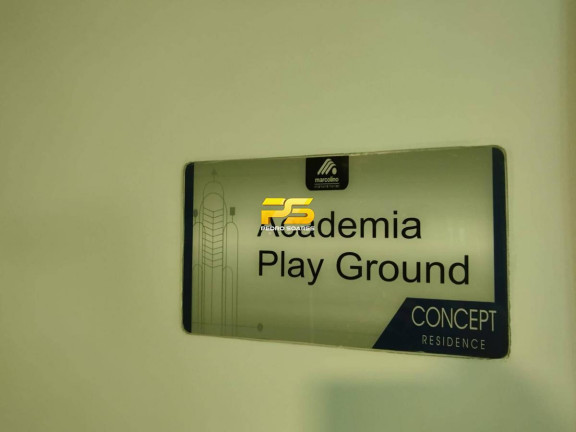 marcolino
PS
PEDRO SOARES
Academia
Play Ground
CONCEPT
RESIDENCE